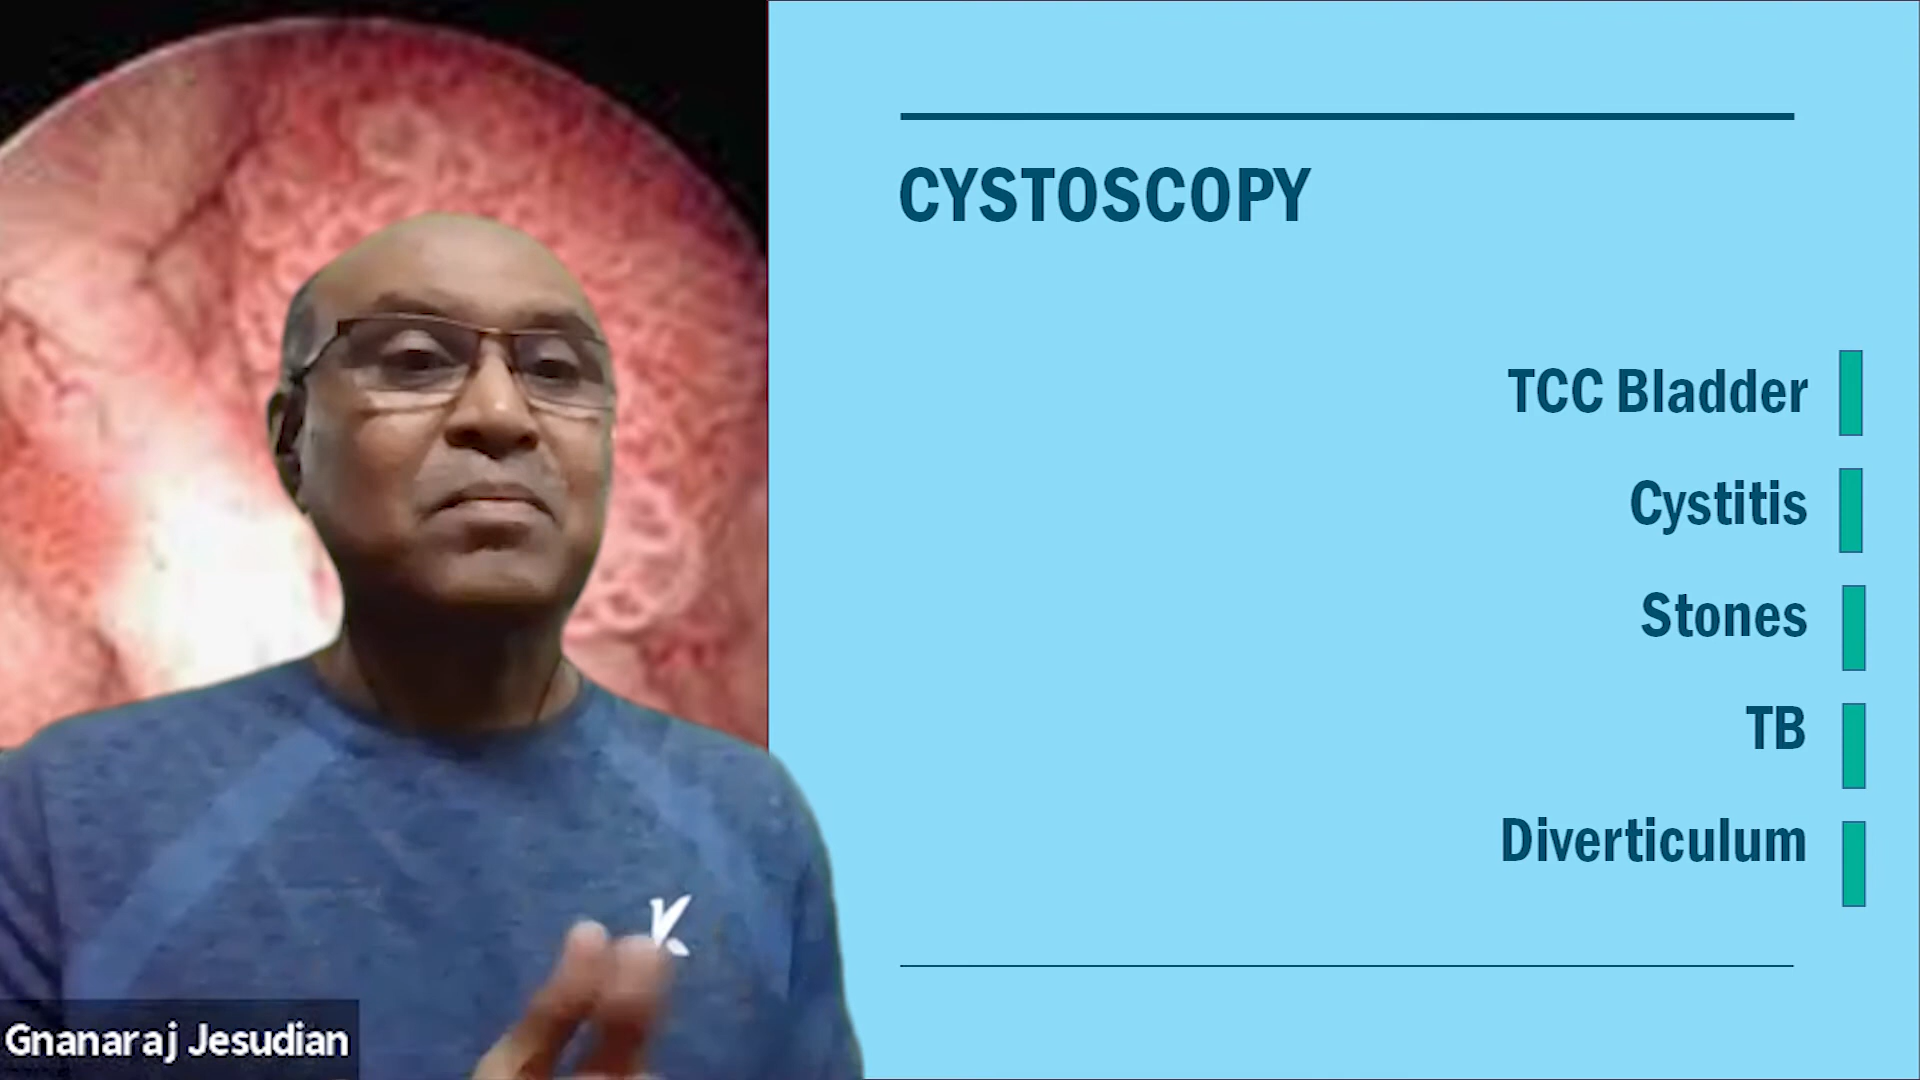 CYSTOSCOPY
TCC Bladder
Cystitis
Stones
TB
Diverticulum
Gnanaraj Jesudian